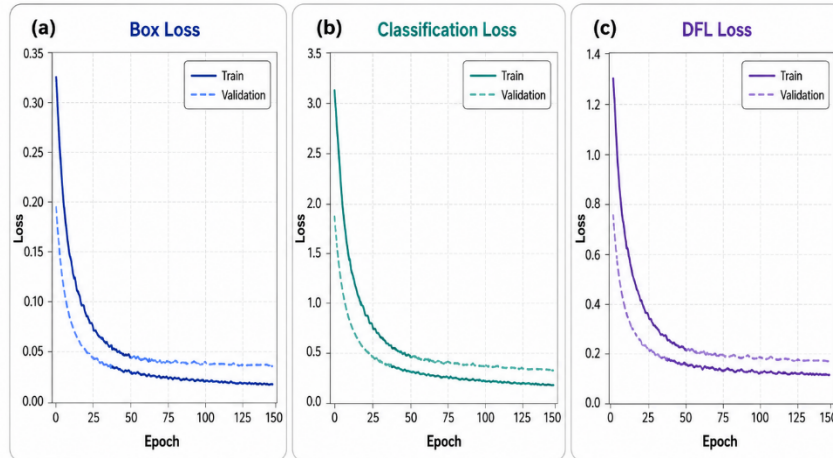 (a) Box Loss
0.35
0.30
0.25
0.20
0.15
0.10
0.05
0.00
Loss
Train
Validation
0 25 50 75 100 125 150
Epoch
(b) Classification Loss
3.5
3.0
2.5
2.0
1.5
1.0
0.5
0.0
Loss
Train
Validation
0 25 50 75 100 125 150
Epoch
(c) DFL Loss
1.4
1.2
1.0
0.8
0.6
0.4
0.2
0.0
Loss
Train
Validation
0 25 50 75 100 125 150
Epoch